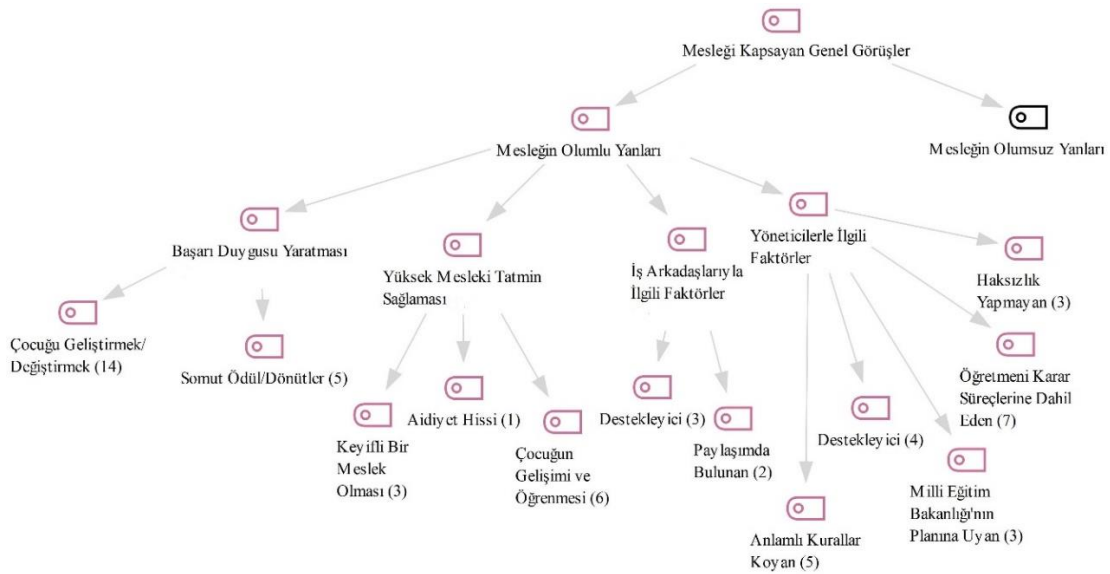 Mesleği Kapsayan Genel Görüşler
Mesleğin Olumlu Yanları
Mesleğin Olumsuz Yanları
Başarı Duygusu Yaratması
Yüksek Mesleki Tatmin
Sağlaması
İş Arkadaşlarıyla
İlgili Faktörler
Yöneticilerle İlgili
Faktörler
Haksızlık
Yapmayan (3)
Çocuğu Geliştirmek/
Değiştirmek (14)
Somut Ödül/Dönütler (5)
Keyifli Bir
Meslek
Olması (3)
Aidiyet Hissi (1)
Çocuğun
Gelişimi ve
Öğrenmesi (6)
Destekleyici (3)
Paylaşımda
Bulunan (2)
Anlamlı Kurallar
Koyan (5)
Destekleyici (4)
Milli Eğitim
Bakanlığı'nın
Planına Uyan (3)
Öğretmeni Karar
Süreçlerine Dahil
Eden (7)